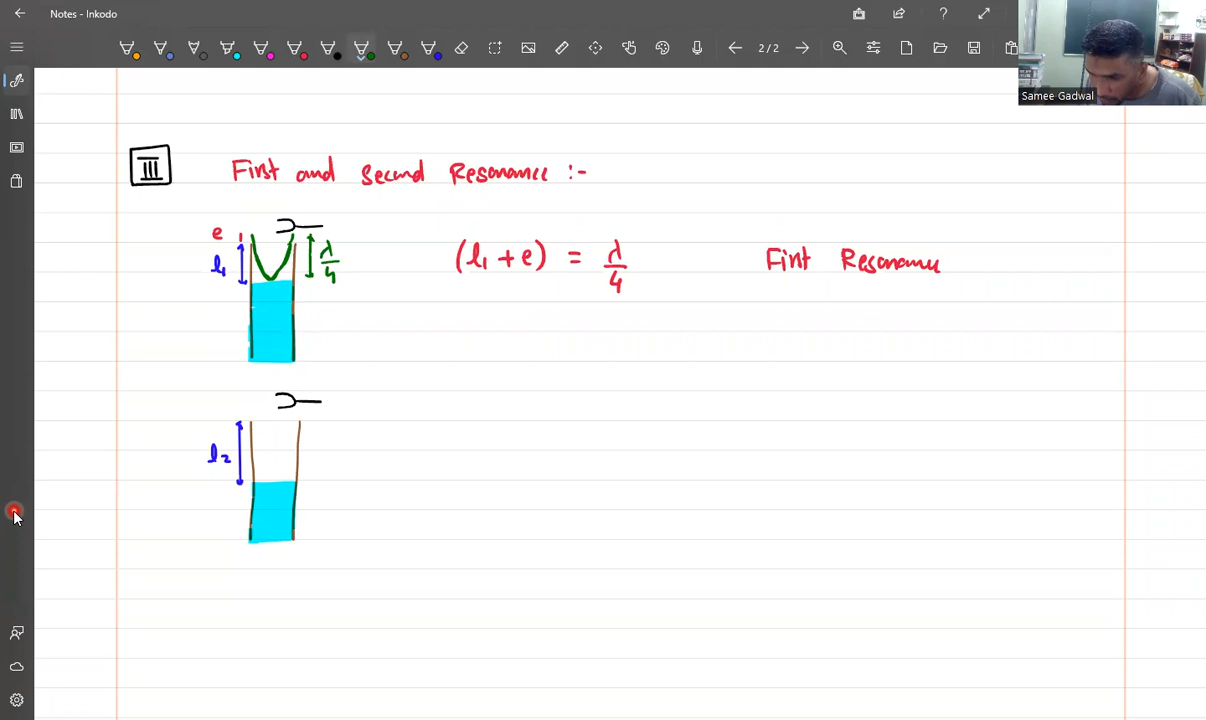 Notes - Inkodo
2/2
Samee Gadwal
III First and Second Resonance :-
e
l₁ λ/4 (l₁ + e) = λ/4 First Resonance
l₂